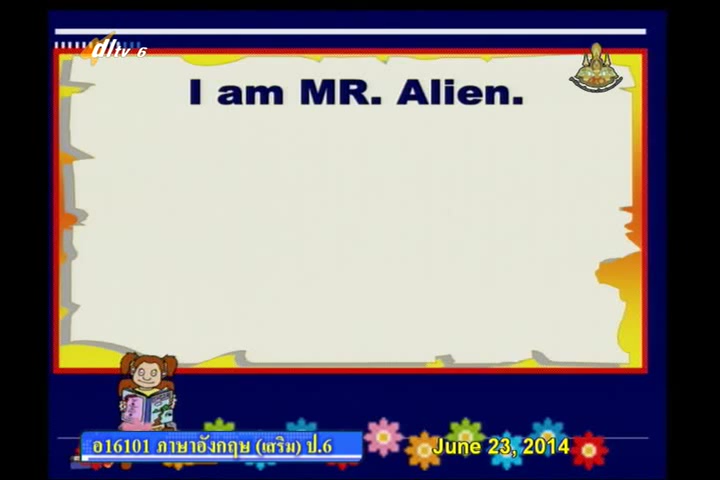 dltv 6
I am MR. Alien.
อ16101 ภาษาอังกฤษ (เสริม) ป.6
June 23, 2014